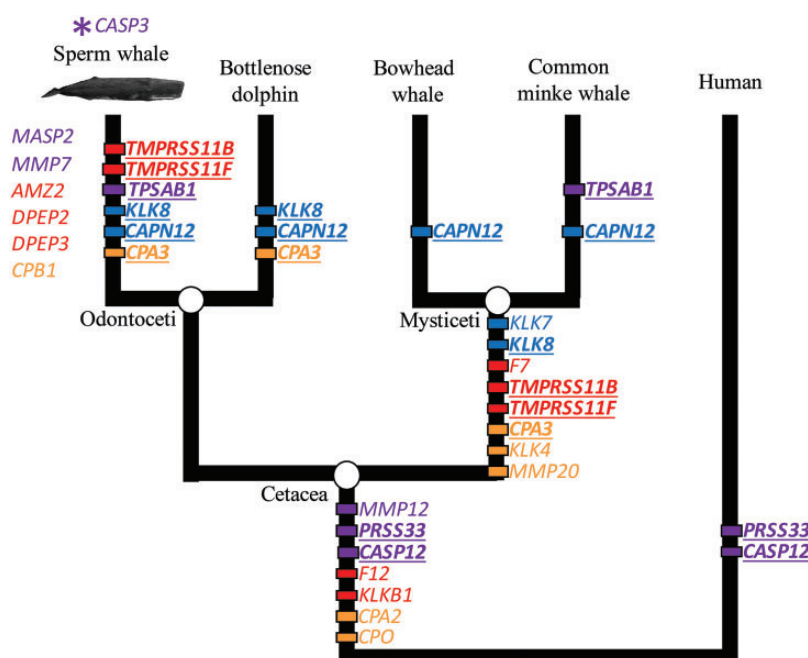 *CASP3
Sperm whale
Bottlenose
dolphin
Bowhead
whale
Common
minke whale
Human
MASP2
MMP7
AMZ2
DPEP2
DPEP3
CPB1
TMPRSS11B
TMPRSS11F
TPSAB1
KLK8
CAPN12
CPA3
KLK8
CAPN12
CPA3
CAPN12
TPSAB1
CAPN12
Odontoceti
Mysticeti
KLK7
KLK8
F7
TMPRSS11B
TMPRSS11F
CPA3
KLK4
MMP20
Cetacea
MMP12
PRSS33
CASP12
F12
KLKB1
CPA2
CPO
PRSS33
CASP12